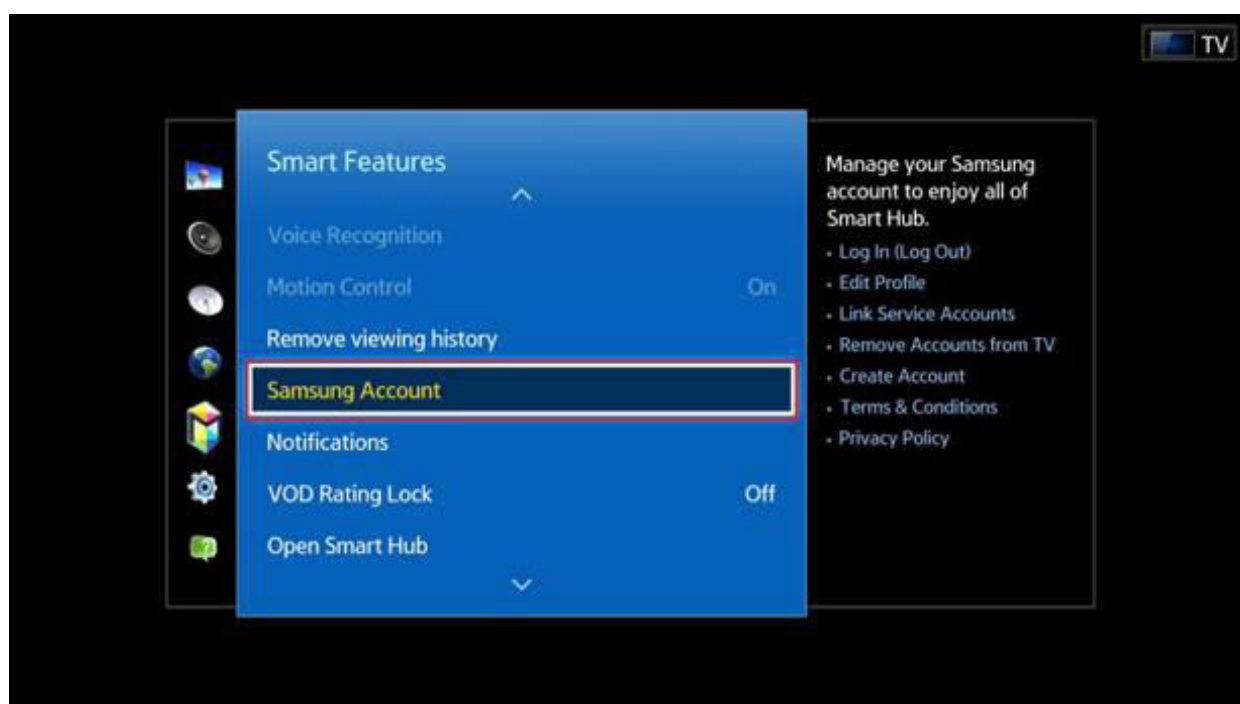 TV
Smart Features
Voice Recognition
Motion Control On
Remove viewing history
Samsung Account
Notifications
VOD Rating Lock Off
Open Smart Hub
Manage your Samsung
account to enjoy all of
Smart Hub.
• Log In (Log Out)
• Edit Profile
• Link Service Accounts
• Remove Accounts from TV
• Create Account
• Terms & Conditions
• Privacy Policy